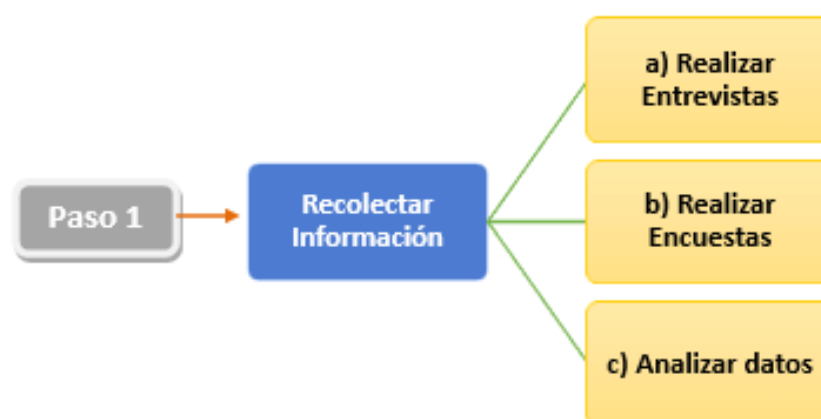 Paso 1
Recolectar
Información
a) Realizar
Entrevistas
b) Realizar
Encuestas
c) Analizar datos